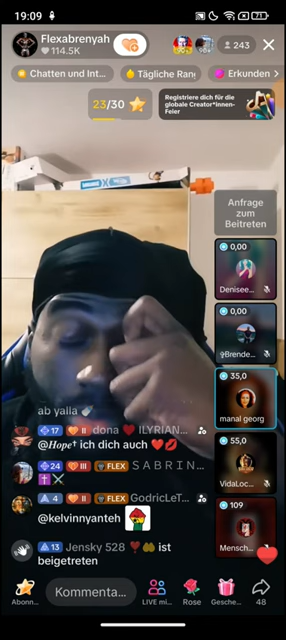 19:09
71
Flexabrenyah
114.5K
243
Chatten und Int...
Tägliche Ran
Erkunden >
23/30
Registriere dich für die
globale Creator*innen-
Feier
Anfrage
zum
Beitreten
0,00
Denisee...
0,00
Brende...
35,0
manal georg
55,0
VidaLoc...
109
Mensch...
ab yalla
17 II dona ILYRIAN...
@Hope† ich dich auch
24 III FLEX SABRIN...
4 II FLEX GodricLeT...
@kelvinnyanteh
13 Jensky 528 ist
beigetreten
Abonn...
Kommenta...
LIVE mi...
Rose
Gesche...
48